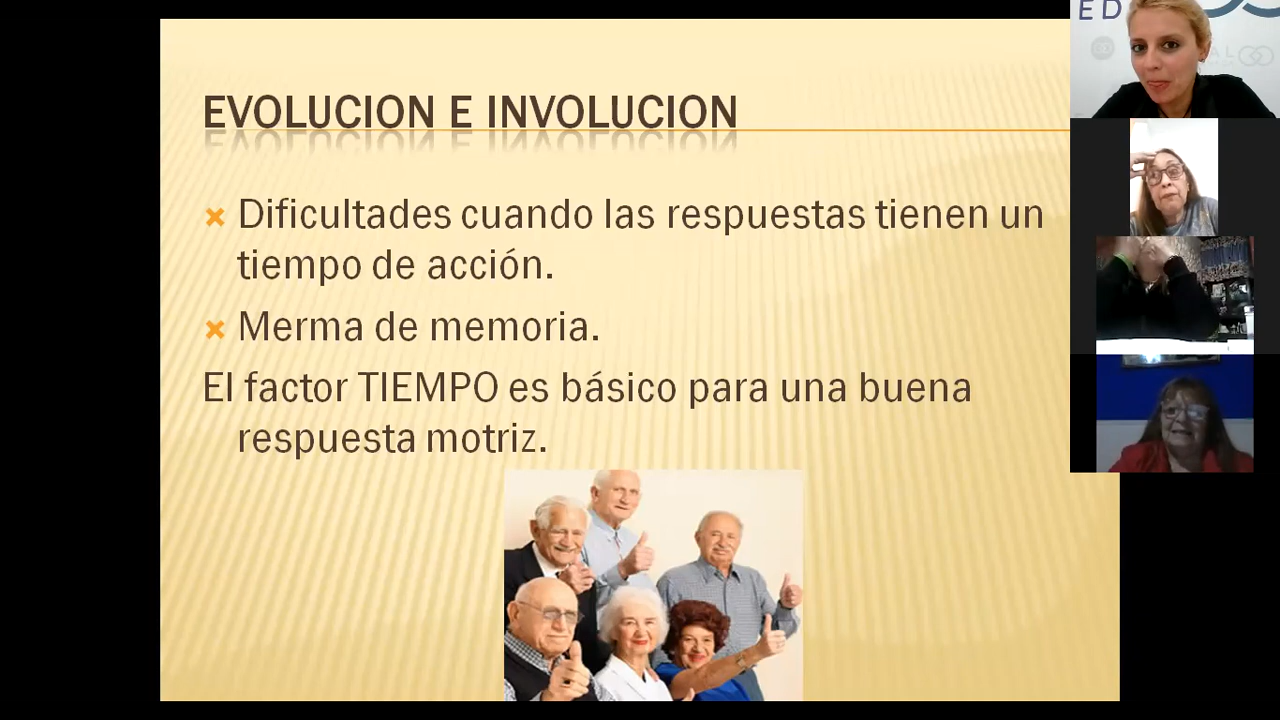 ED
EVOLUCION E INVOLUCION
Dificultades cuando las respuestas tienen un
tiempo de acción.
Merma de memoria.
El factor TIEMPO es básico para una buena
respuesta motriz.